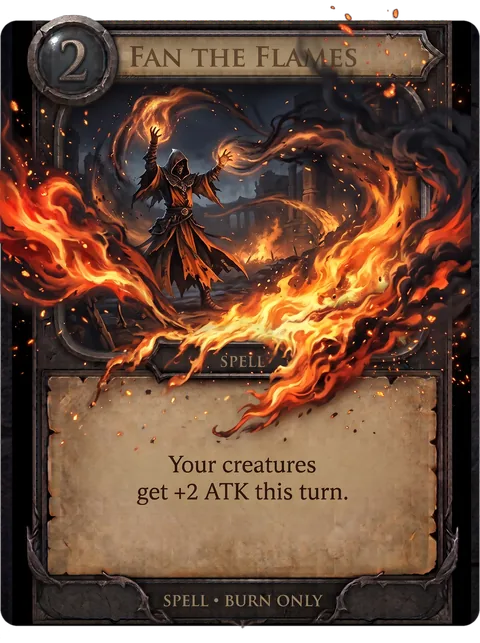 2
FAN THE FLAMES
SPELL
Your creatures
get +2 ATK this turn.
SPELL • BURN ONLY